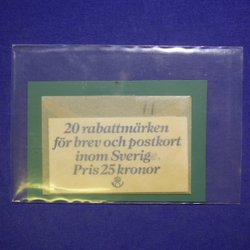 20 rabattmärken
för brev och postkort
inom Sverige.
Pris 25 kronor